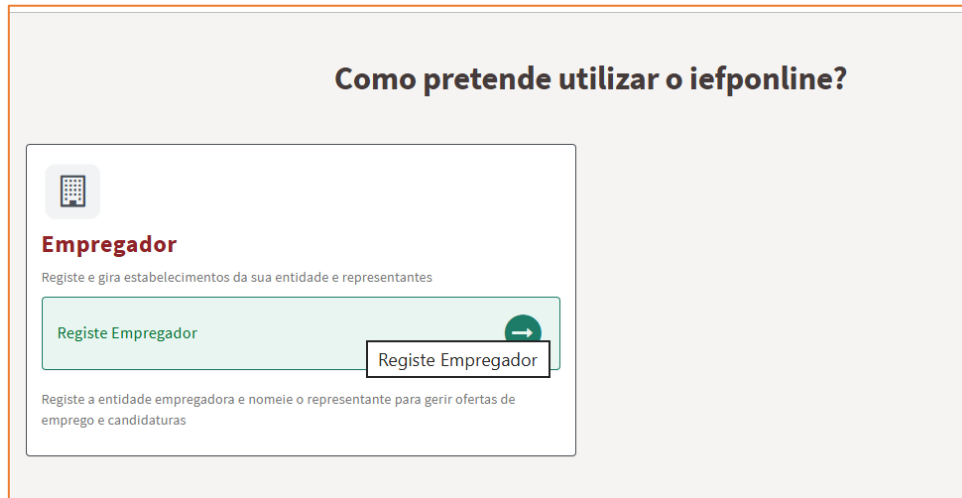 Como pretende utilizar o iefponline?
Empregador
Registe e gira estabelecimentos da sua entidade e representantes
Registe Empregador
Registe Empregador
Registe a entidade empregadora e nomeie o representante para gerir ofertas de
emprego e candidaturas